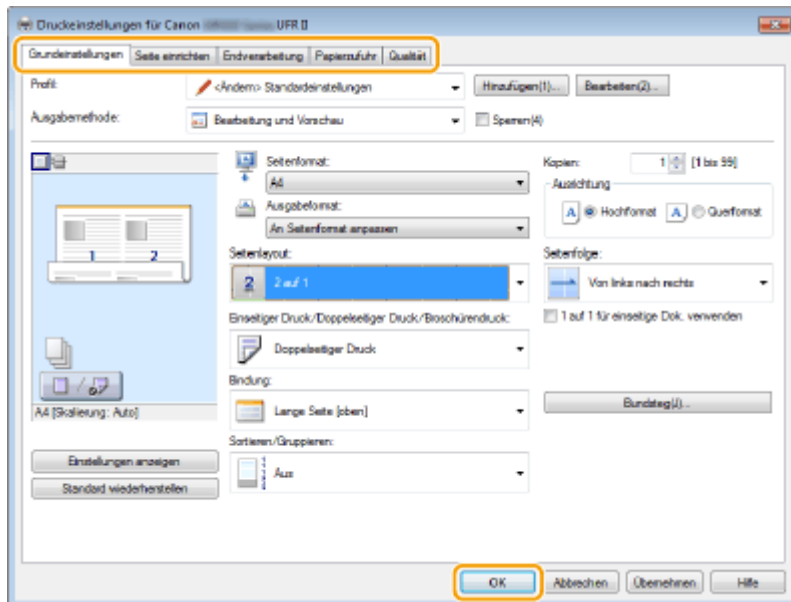 Druckeinstellungen für Canon UFR II
Grundeinstellungen Seite einrichten Endverarbeitung Papierzufuhr Qualität
Profil: <Ändern> Standardeinstellungen Hinzufügen(1)... Bearbeiten(2)...
Ausgabemethode: Bearbeitung und Vorschau Sperren(4)
Seitenformat: Kopien: 1 [1 bis 99]
A4 Ausrichtung
Ausgabeformat: A Hochformat A Querformat
An Seitenformat anpassen
1 2
Seitenlayout: Seitenfolge:
2 2 auf 1 Von links nach rechts
Einseitiger Druck/Doppelseitiger Druck/Broschürendruck: 1 auf 1 für einseitige Dok. verwenden
Doppelseitiger Druck
Bindung:
A4 [Skalierung: Auto] Lange Seite [oben] Bundsteg(J)...
Sortieren/Gruppieren:
Einstellungen anzeigen Aus
Standard wiederherstellen
OK Abbrechen Übernehmen Hilfe